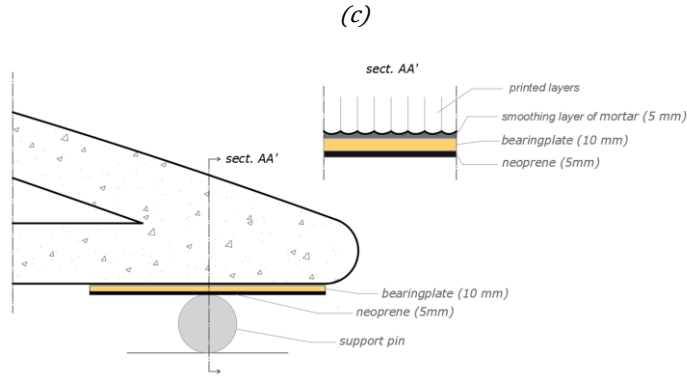 (c)
sect. AA'
printed layers
smoothing layer of mortar (5 mm)
bearingplate (10 mm)
neoprene (5mm)
sect. AA'
bearingplate (10 mm)
neoprene (5mm)
support pin